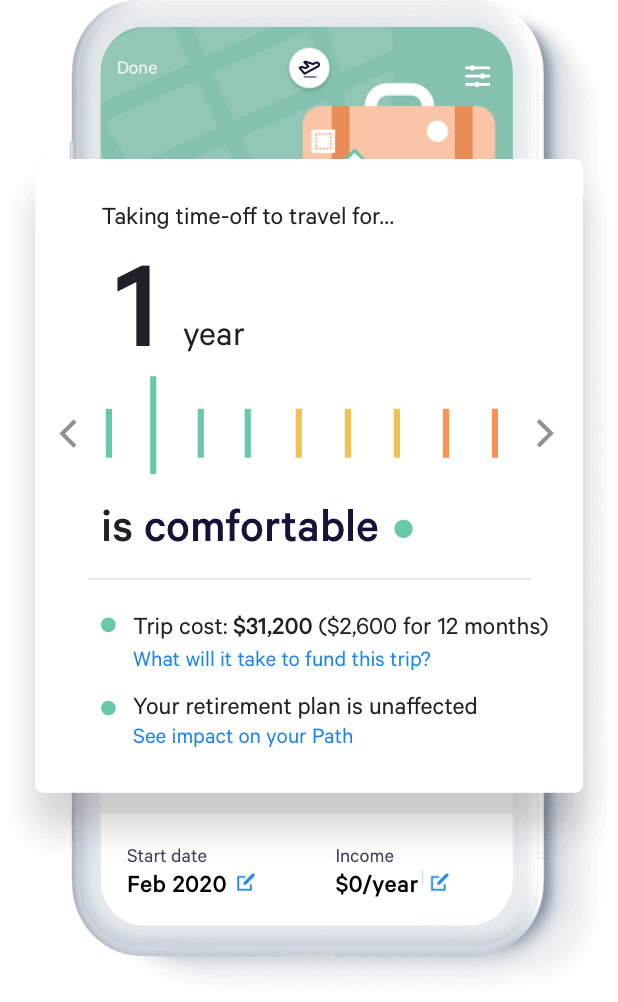 Done
Taking time-off to travel for...
1 year
is comfortable
Trip cost: $31,200 ($2,600 for 12 months)
What will it take to fund this trip?
Your retirement plan is unaffected
See impact on your Path
Start date
Income
Feb 2020
$0/year